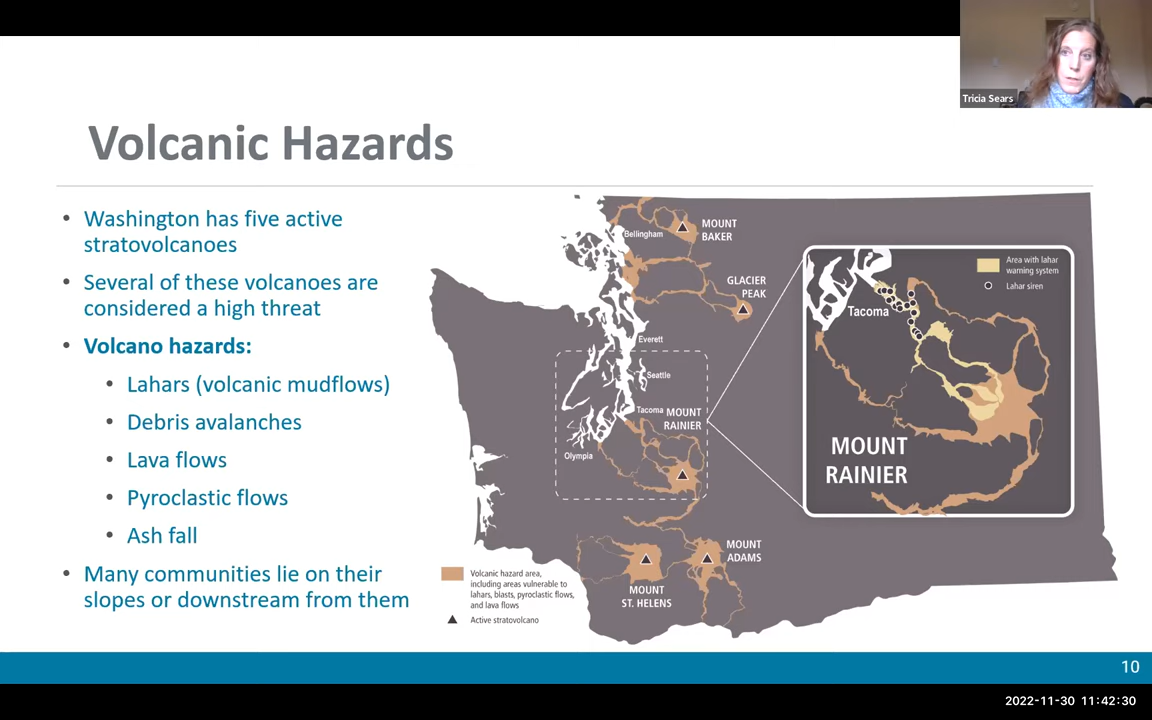 Tricia Sears
Volcanic Hazards
• Washington has five active
stratovolcanoes
• Several of these volcanoes are
considered a high threat
• Volcano hazards:
• Lahars (volcanic mudflows)
• Debris avalanches
• Lava flows
• Pyroclastic flows
• Ash fall
• Many communities lie on their
slopes or downstream from them
Bellingham
MOUNT
BAKER
GLACIER
PEAK
Everett
Seattle
Tacoma
MOUNT
RAINIER
Olympia
MOUNT
ADAMS
MOUNT
ST. HELENS
Volcanic hazard area,
including areas vulnerable to
lahars, blasts, pyroclastic flows,
and lava flows
Active stratovolcano
Area with lahar
warning system
Lahar siren
Tacoma
MOUNT
RAINIER
10
2022-11-30 11:42:30